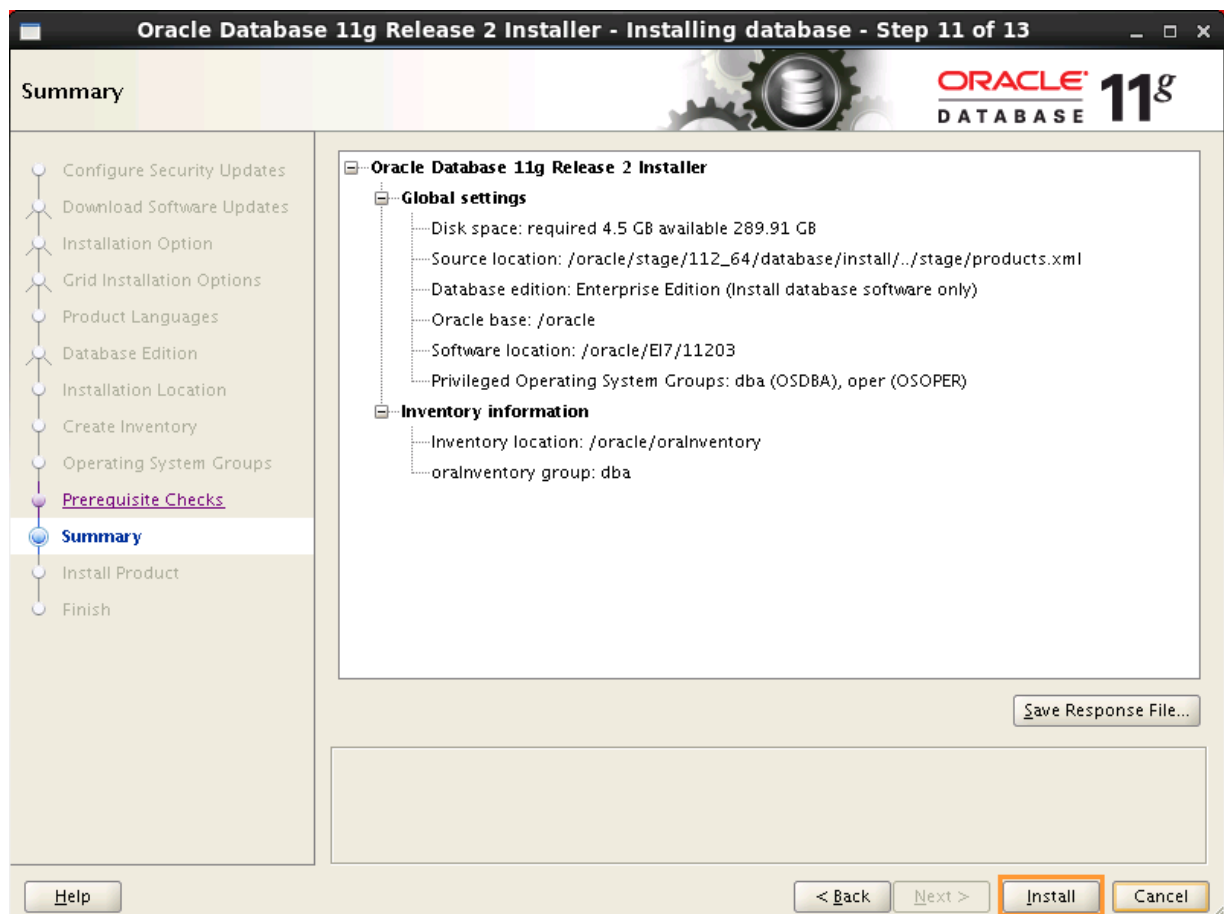 Oracle Database 11g Release 2 Installer - Installing database - Step 11 of 13
Summary
ORACLE
DATABASE
11g
Configure Security Updates
Download Software Updates
Installation Option
Grid Installation Options
Product Languages
Database Edition
Installation Location
Create Inventory
Operating System Groups
Prerequisite Checks
Summary
Install Product
Finish
Oracle Database 11g Release 2 Installer
Global settings
Disk space: required 4.5 GB available 289.91 GB
Source location: /oracle/stage/112_64/database/install/../stage/products.xml
Database edition: Enterprise Edition (Install database software only)
Oracle base: /oracle
Software location: /oracle/EI7/11203
Privileged Operating System Groups: dba (OSDBA), oper (OSOPER)
Inventory information
Inventory location: /oracle/oraInventory
oraInventory group: dba
Save Response File...
Help
< Back
Next >
Install
Cancel